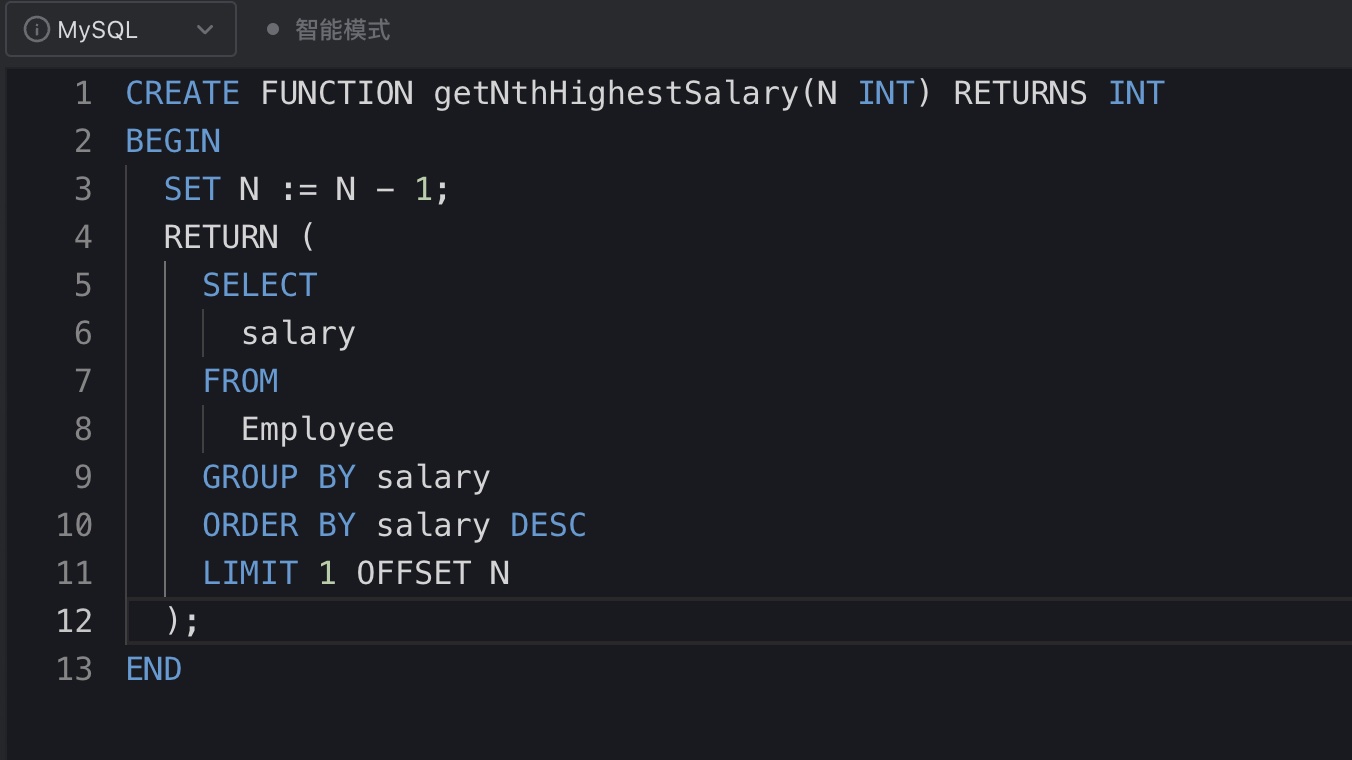 MySQL 智能模式
1 CREATE FUNCTION getNthHighestSalary(N INT) RETURNS INT
2 BEGIN
3 SET N := N - 1;
4 RETURN (
5 SELECT
6 salary
7 FROM
8 Employee
9 GROUP BY salary
10 ORDER BY salary DESC
11 LIMIT 1 OFFSET N
12 );
13 END